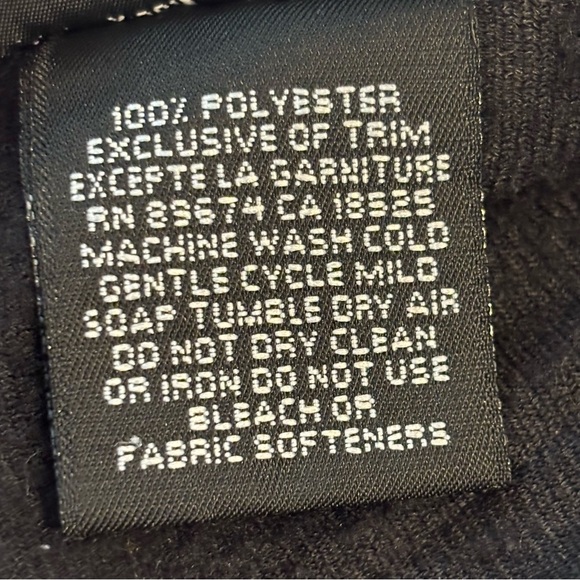 100% POLYESTER
EXCLUSIVE OF TRIM
EXCEPTE LA GARNITURE
RN 89674 CA 18535
MACHINE WASH COLD
GENTLE CYCLE MILD
SOAP TUMBLE DRY AIR
DO NOT DRY CLEAN
OR IRON DO NOT USE
BLEACH OR
FABRIC SOFTENERS